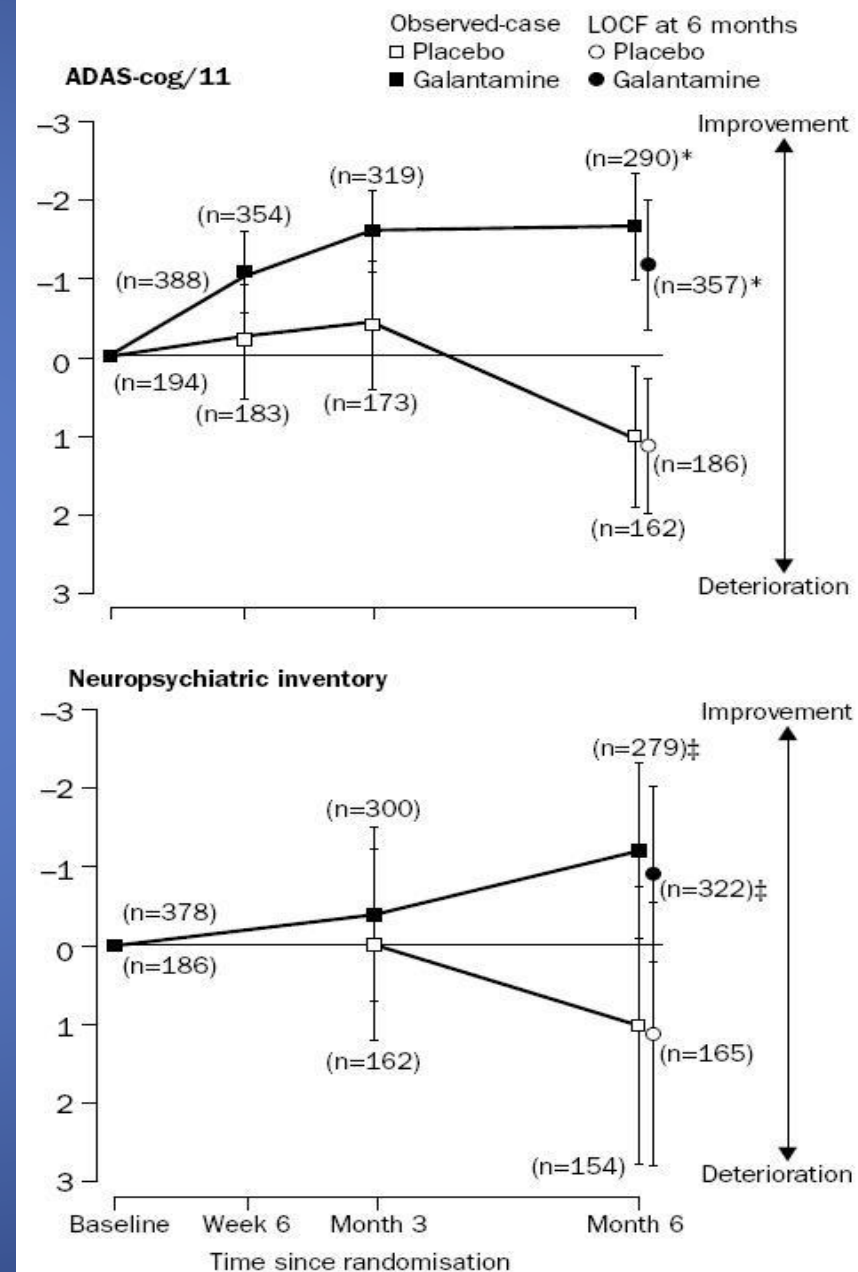 Observed-case LOCF at 6 months
□ Placebo ○ Placebo
■ Galantamine ● Galantamine
ADAS-cog/11
Improvement
–3
(n=290)*
(n=319)
–2
(n=354)
(n=388)
–1
(n=357)*
0
(n=194)
(n=183)
(n=173)
1
(n=186)
2
(n=162)
Deterioration
3
Neuropsychiatric inventory
–3
Improvement
(n=279)‡
–2
(n=300)
–1
(n=322)‡
(n=378)
0
(n=186)
1
(n=162)
(n=165)
2
(n=154)
3
Deterioration
Baseline Week 6 Month 3 Month 6
Time since randomisation